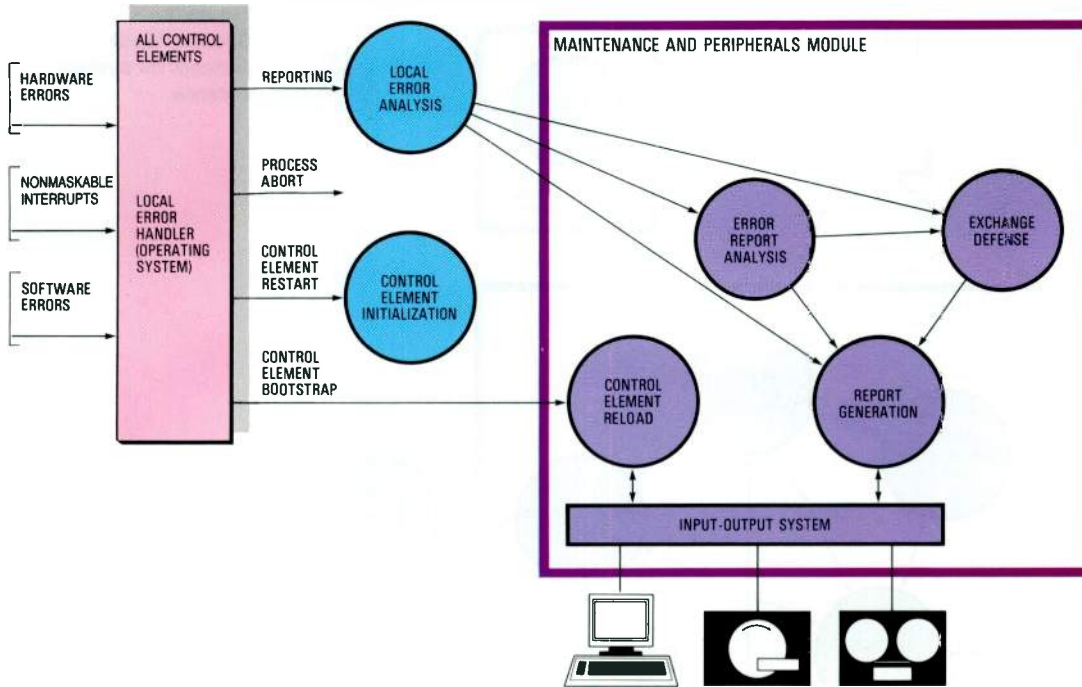 ALL CONTROL
ELEMENTS
MAINTENANCE AND PERIPHERALS MODULE
HARDWARE
ERRORS
REPORTING
LOCAL
ERROR
ANALYSIS
NONMASKABLE
INTERRUPTS
LOCAL
ERROR
HANDLER
(OPERATING
SYSTEM)
PROCESS
ABORT
ERROR
REPORT
ANALYSIS
EXCHANGE
DEFENSE
SOFTWARE
ERRORS
CONTROL
ELEMENT
RESTART
CONTROL
ELEMENT
INITIALIZATION
CONTROL
ELEMENT
BOOTSTRAP
CONTROL
ELEMENT
RELOAD
REPORT
GENERATION
INPUT-OUTPUT SYSTEM